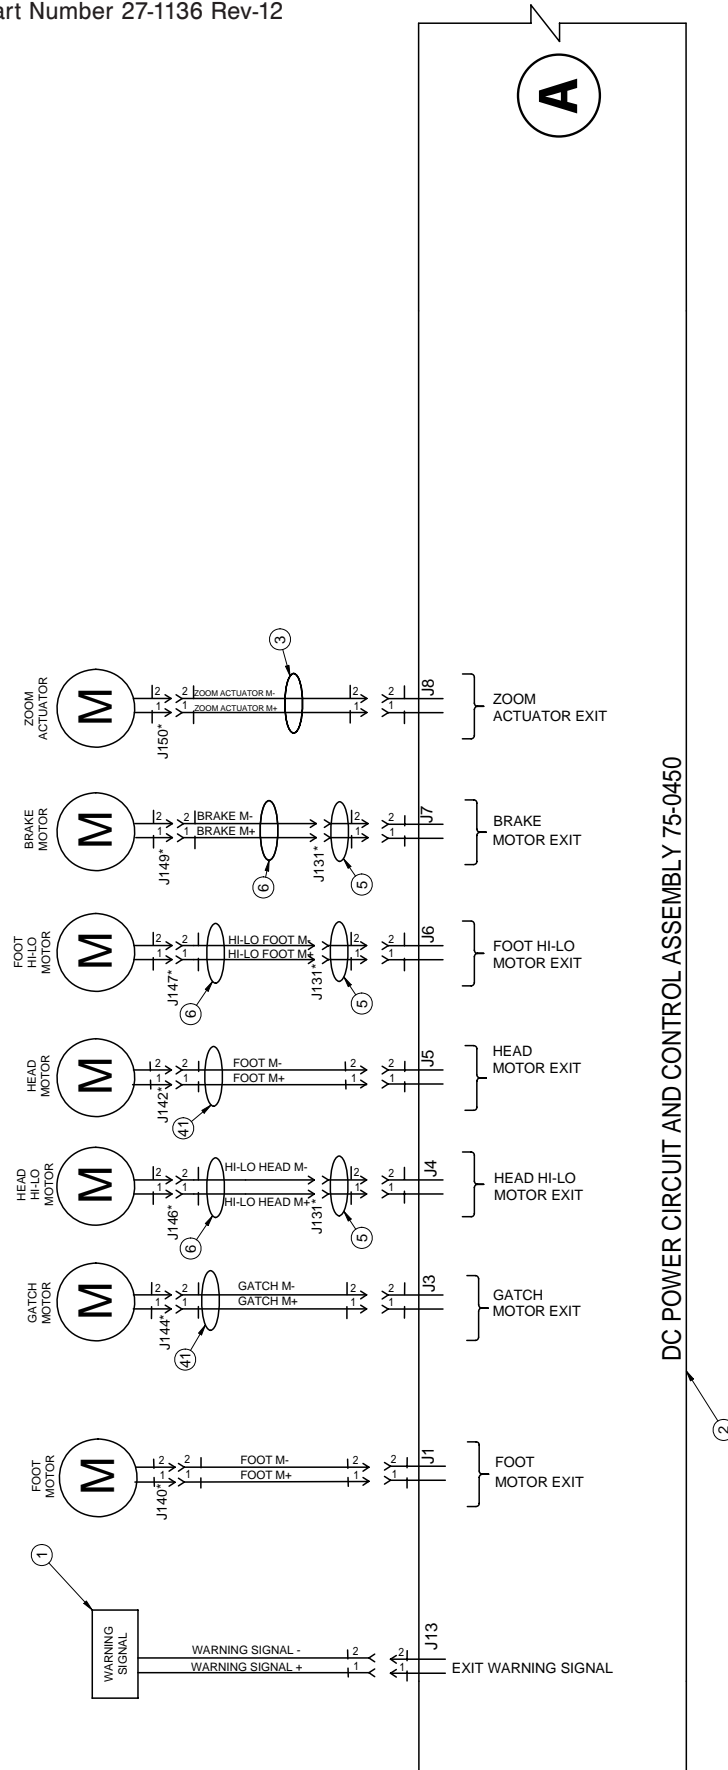 art Number 27-1136 Rev-12
A
3
ZOOM
ACTUATOR
M
2 2 ZOOM ACTUATOR M- 2 2
1 1 ZOOM ACTUATOR M+ 1 1
J150*
J8
ZOOM
ACTUATOR EXIT
BRAKE
MOTOR
M
2 2 BRAKE M- 2 2
1 1 BRAKE M+ 1 1
J149*
J131*
J7
6
5
BRAKE
MOTOR EXIT
FOOT
HI-LO
MOTOR
M
2 2 HI-LO FOOT M- 2 2
1 1 HI-LO FOOT M+ 1 1
J147*
J131*
J6
6
5
FOOT HI-LO
MOTOR EXIT
HEAD
MOTOR
M
2 2 FOOT M- 2 2
1 1 FOOT M+ 1 1
J142*
J5
41
HEAD
MOTOR EXIT
HEAD
HI-LO
MOTOR
M
2 2 HI-LO HEAD M- 2 2
1 1 HI-LO HEAD M+ 1 1
J146*
J131*
J4
6
5
HEAD HI-LO
MOTOR EXIT
GATCH
MOTOR
M
2 2 GATCH M- 2 2
1 1 GATCH M+ 1 1
J144*
J3
41
GATCH
MOTOR EXIT
DC POWER CIRCUIT AND CONTROL ASSEMBLY 75-0450
2
FOOT
MOTOR
M
2 2 FOOT M- 2 2
1 1 FOOT M+ 1 1
J140*
J1
FOOT
MOTOR EXIT
1
WARNING
SIGNAL
WARNING SIGNAL - 2 2
WARNING SIGNAL + 1 1
J13
EXIT WARNING SIGNAL